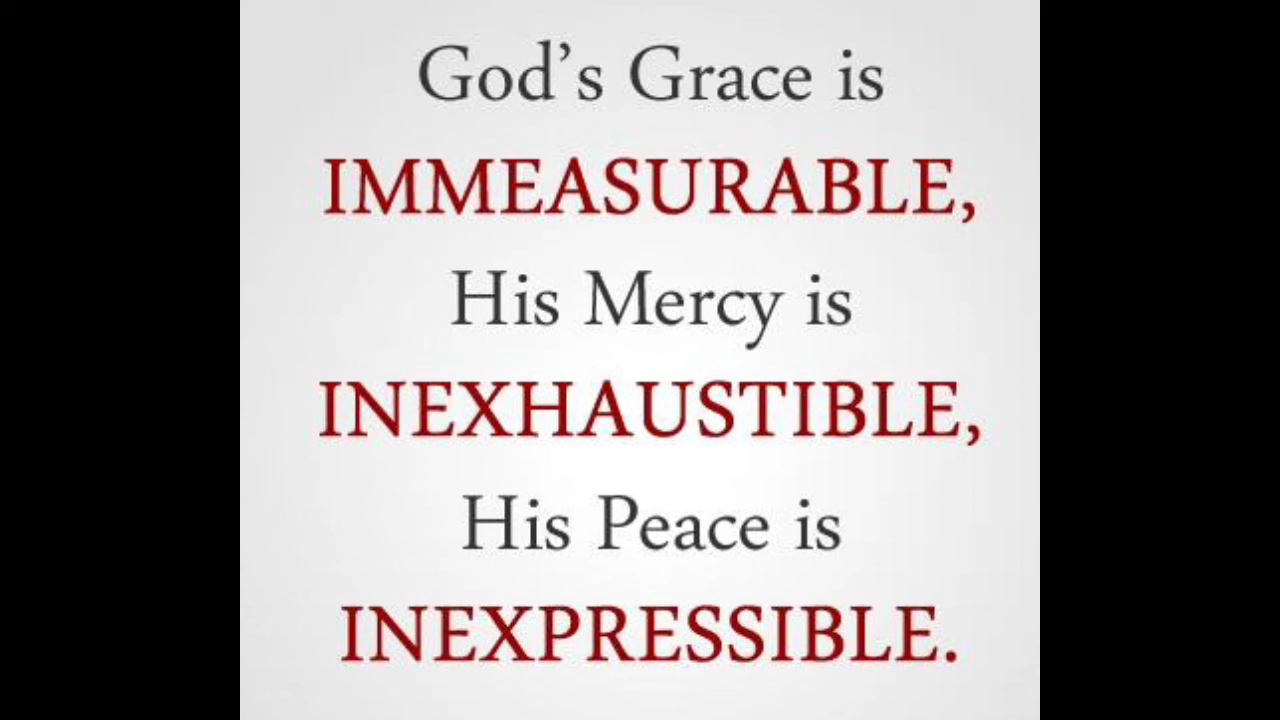 God’s Grace is
IMMEASURABLE,
His Mercy is
INEXHAUSTIBLE,
His Peace is
INEXPRESSIBLE.